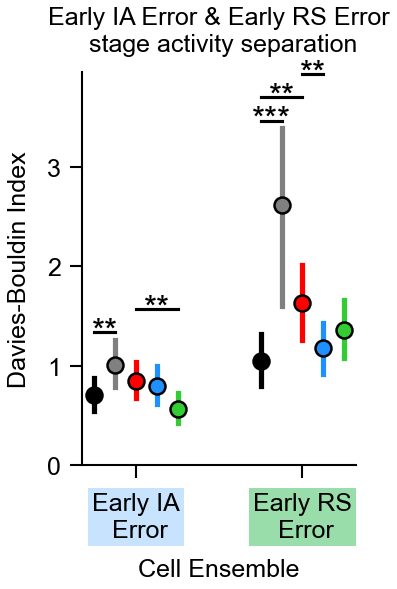 Early IA Error & Early RS Error
stage activity separation
**
**
***
**
**
Davies-Bouldin Index
3
2
1
0
Early IA
Error
Early RS
Error
Cell Ensemble